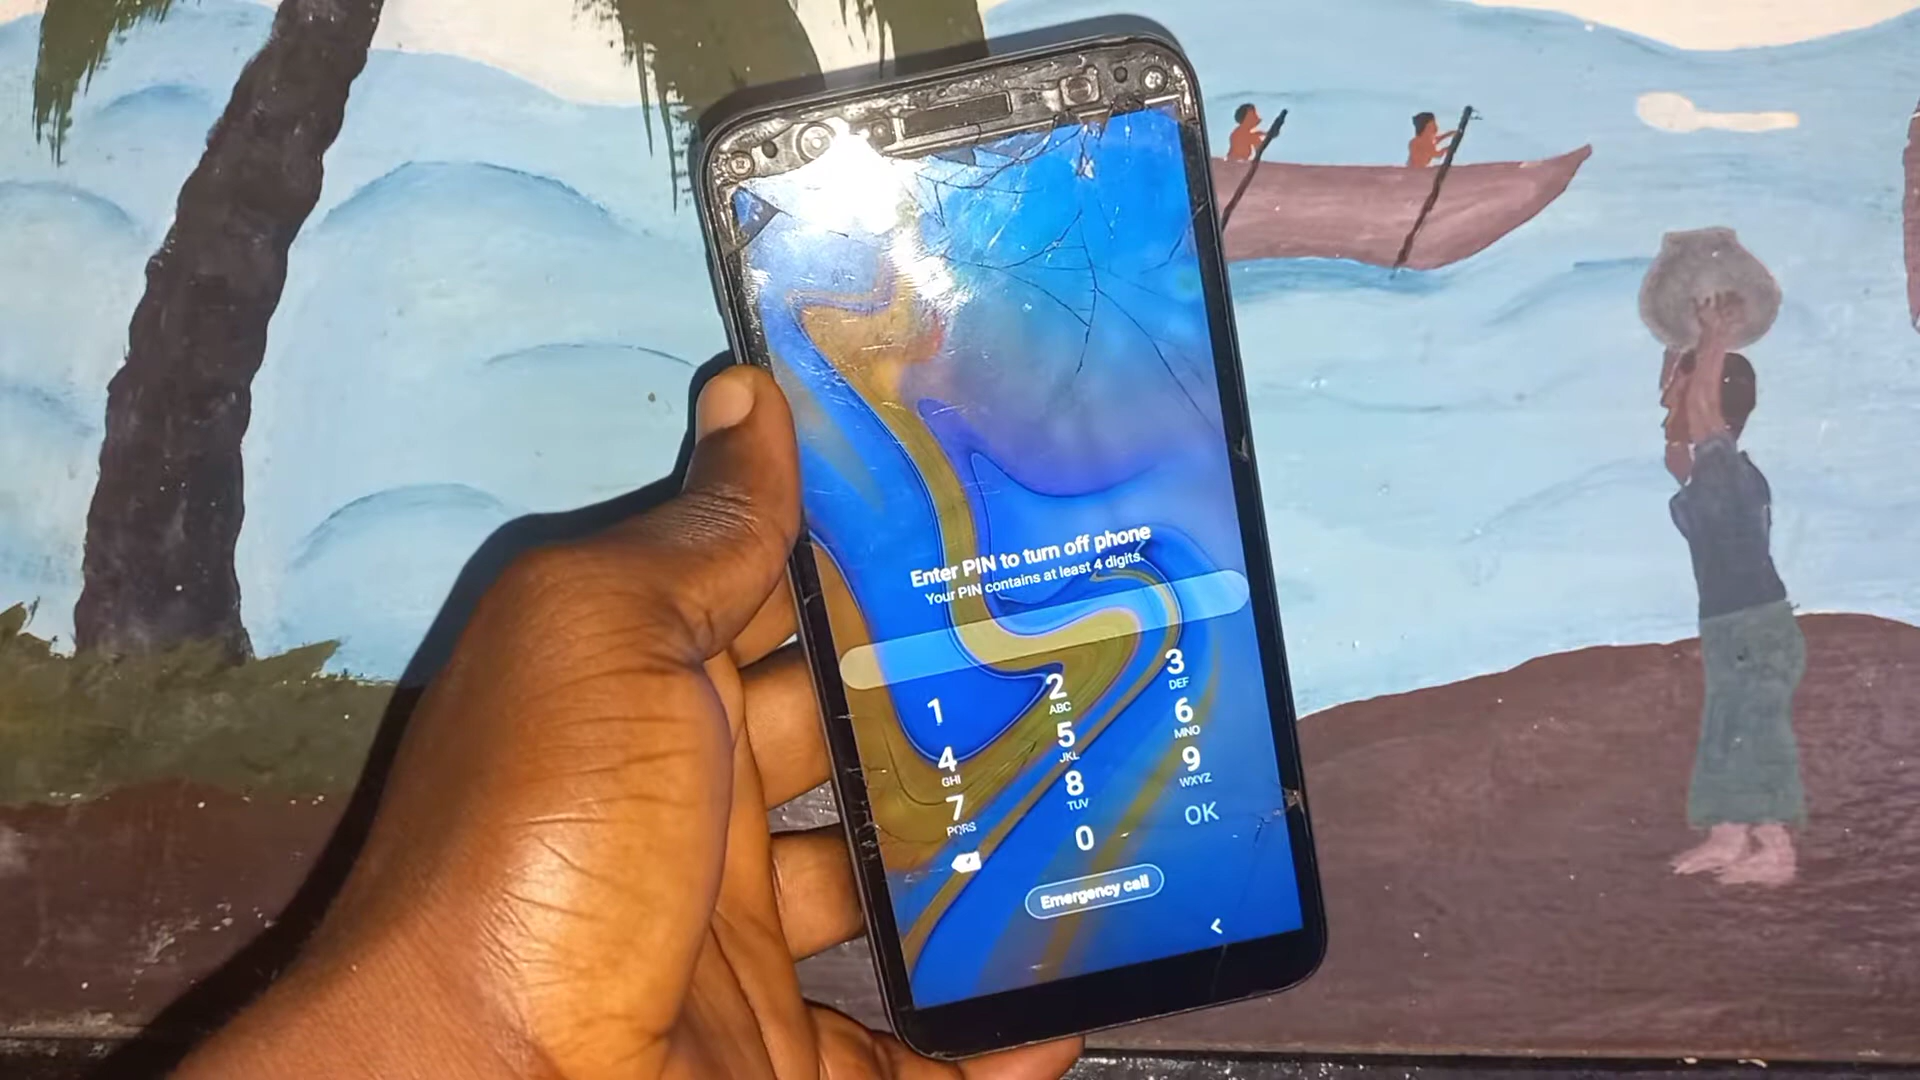 Enter PIN to turn off phone
Your PIN contains at least 4 digits.
1
2
ABC
3
DEF
4
GHI
5
JKL
6
MNO
7
PQRS
8
TUV
9
WXYZ
0
OK
Emergency call